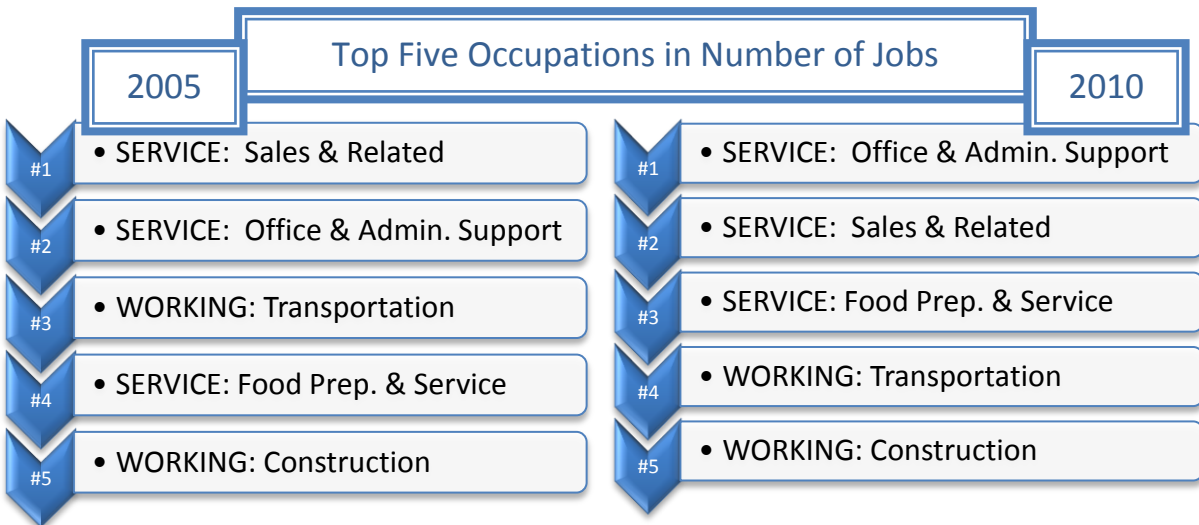 Top Five Occupations in Number of Jobs
2005
#1
• SERVICE: Sales & Related
#2
• SERVICE: Office & Admin. Support
#3
• WORKING: Transportation
#4
• SERVICE: Food Prep. & Service
#5
• WORKING: Construction
2010
#1
• SERVICE: Office & Admin. Support
#2
• SERVICE: Sales & Related
#3
• SERVICE: Food Prep. & Service
#4
• WORKING: Transportation
#5
• WORKING: Construction